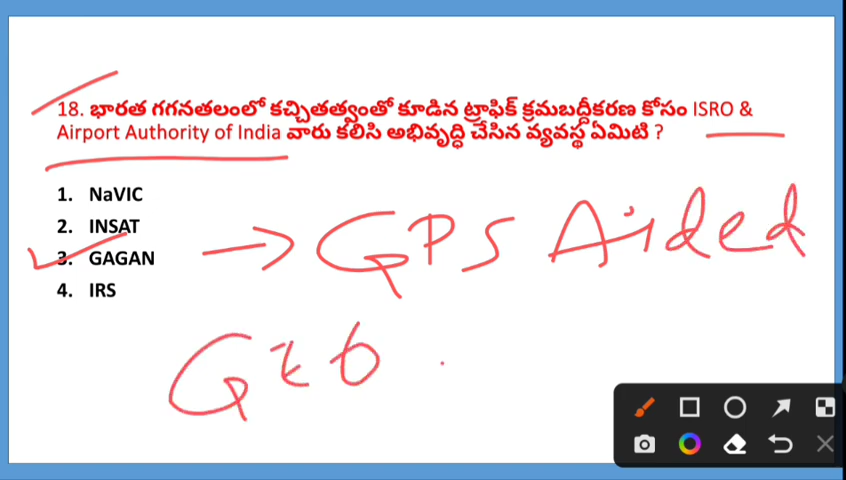 18. భారత గగనతలంలో కచ్చితత్వంతో కూడిన ట్రాఫిక్ క్రమబద్దీకరణ కోసం ISRO &
Airport Authority of India వారు కలిసి అభివృద్ధి చేసిన వ్యవస్థ ఏమిటి ?
1. NaVIC
2. INSAT
3. GAGAN
4. IRS
GPS Aided